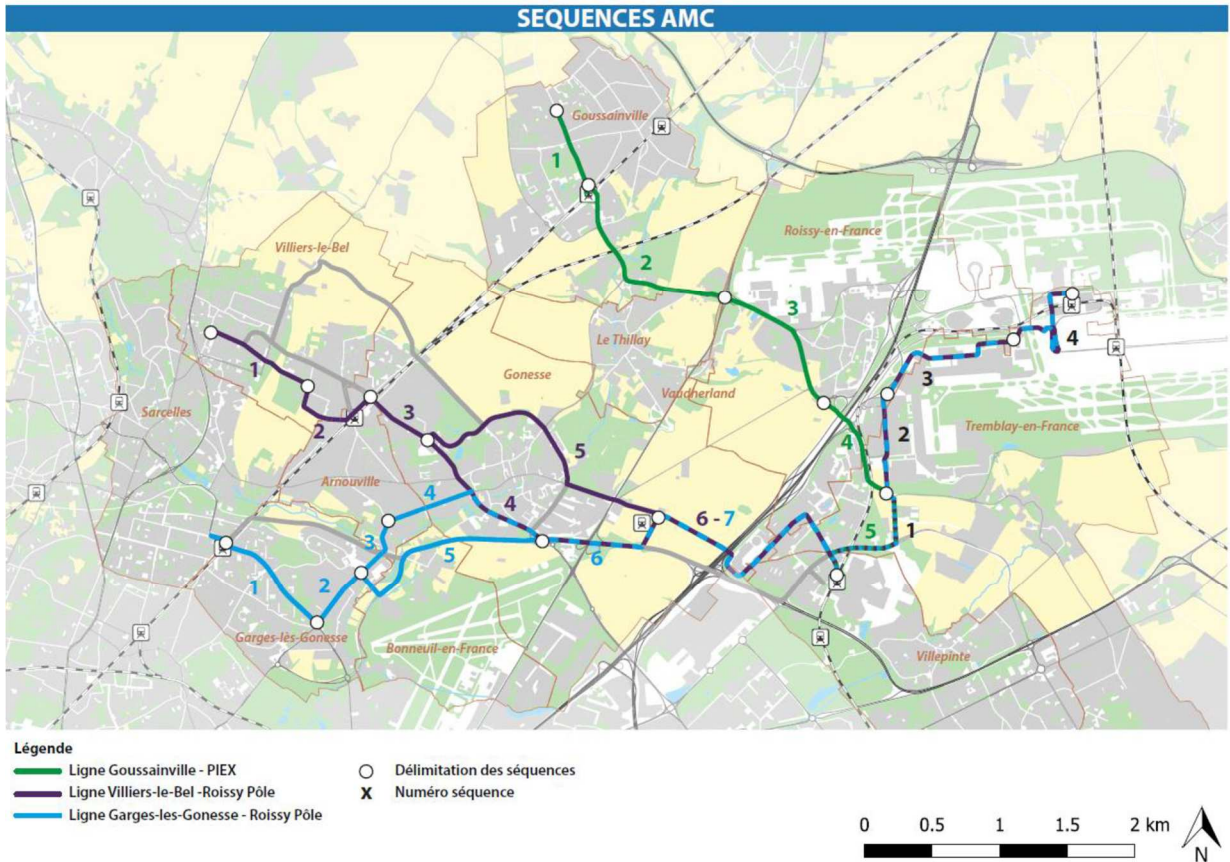 SEQUENCES AMC
Goussainville
1
Roissy-en-France
Villiers-le-Bel
2
3
Le Thillay
4
1
3
Gonesse
Vaudherland
Sarcelles
2
3
5
4
2
Tremblay-en-France
Arnouville
4
4
6 - 7
5
1
3
5
6
1
2
Garges-lès-Gonesse
Bonneuil-en-France
Villepinte
Légende
Ligne Goussainville - PIEX
Délimitation des séquences
Ligne Villiers-le-Bel -Roissy Pôle
X Numéro séquence
Ligne Garges-les-Gonesse - Roissy Pôle
0 0.5 1 1.5 2 km
N